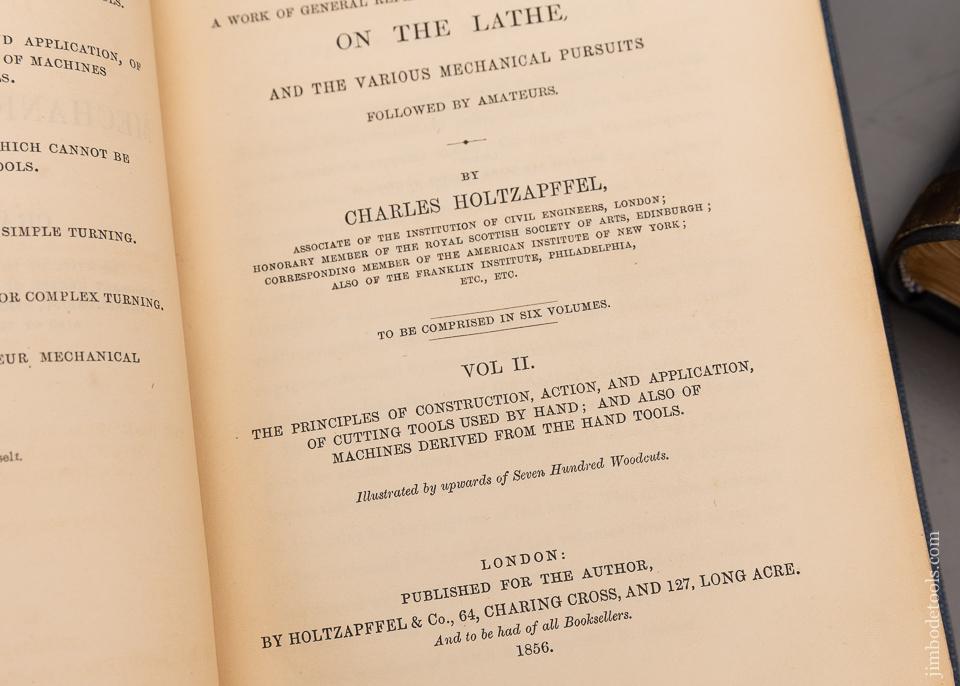 LS.
D APPLICATION, OF
OF MACHINES
S.
HICH CANNOT BE
OOLS.
SIMPLE TURNING.
OR COMPLEX TURNING.
EUR MECHANICAL
self.
A WORK OF GENERAL
ON THE LATHE,
AND THE VARIOUS MECHANICAL PURSUITS
FOLLOWED BY AMATEURS.
BY
CHARLES HOLTZAPFFEL,
ASSOCIATE OF THE INSTITUTION OF CIVIL ENGINEERS, LONDON;
HONORARY MEMBER OF THE ROYAL SCOTTISH SOCIETY OF ARTS, EDINBURGH;
CORRESPONDING MEMBER OF THE AMERICAN INSTITUTE OF NEW YORK;
ALSO OF THE FRANKLIN INSTITUTE, PHILADELPHIA,
ETC., ETC.
TO BE COMPRISED IN SIX VOLUMES.
VOL II.
THE PRINCIPLES OF CONSTRUCTION, ACTION, AND APPLICATION,
OF CUTTING TOOLS USED BY HAND; AND ALSO OF
MACHINES DERIVED FROM THE HAND TOOLS.
Illustrated by upwards of Seven Hundred Woodcuts.
LONDON:
PUBLISHED FOR THE AUTHOR,
BY HOLTZAPFFEL & Co., 64, CHARING CROSS, AND 127, LONG ACRE.
And to be had of all Booksellers.
1856.
jimbodetools.com